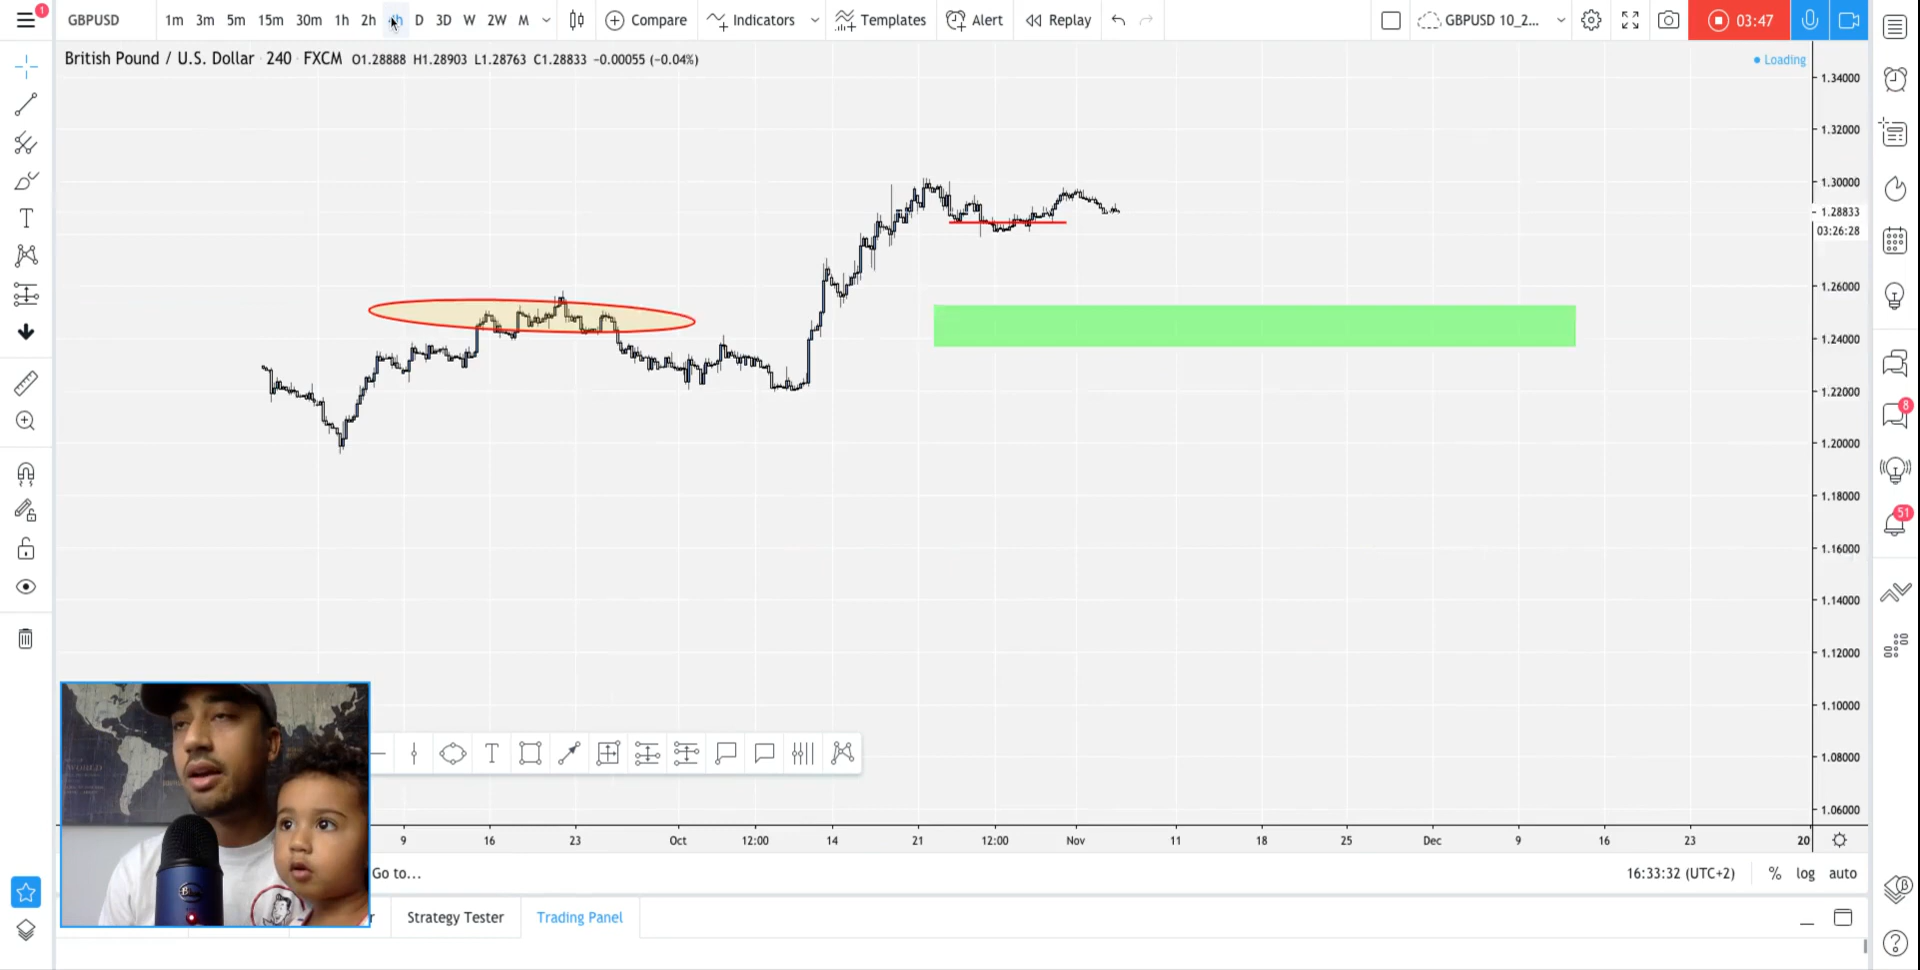 1
GBPUSD 1m 3m 5m 15m 30m 1h 2h D 3D W 2W M Compare Indicators Templates Alert Replay GBPUSD 10_2... 03:47
British Pound / U.S. Dollar 240 FXCM O1.28888 H1.28903 L1.28763 C1.28833 −0.00055 (−0.04%)
Loading
1.34000
1.32000
1.30000
1.28833
03:26:28
1.26000
1.24000
1.22000
1.20000
1.18000
1.16000
1.14000
1.12000
1.10000
1.08000
1.06000
8
51
T
T
9 16 23 Oct 12:00 14 21 12:00 Nov 11 18 25 Dec 9 16 23 20
Go to... 16:33:32 (UTC+2) % log auto
r Strategy Tester Trading Panel